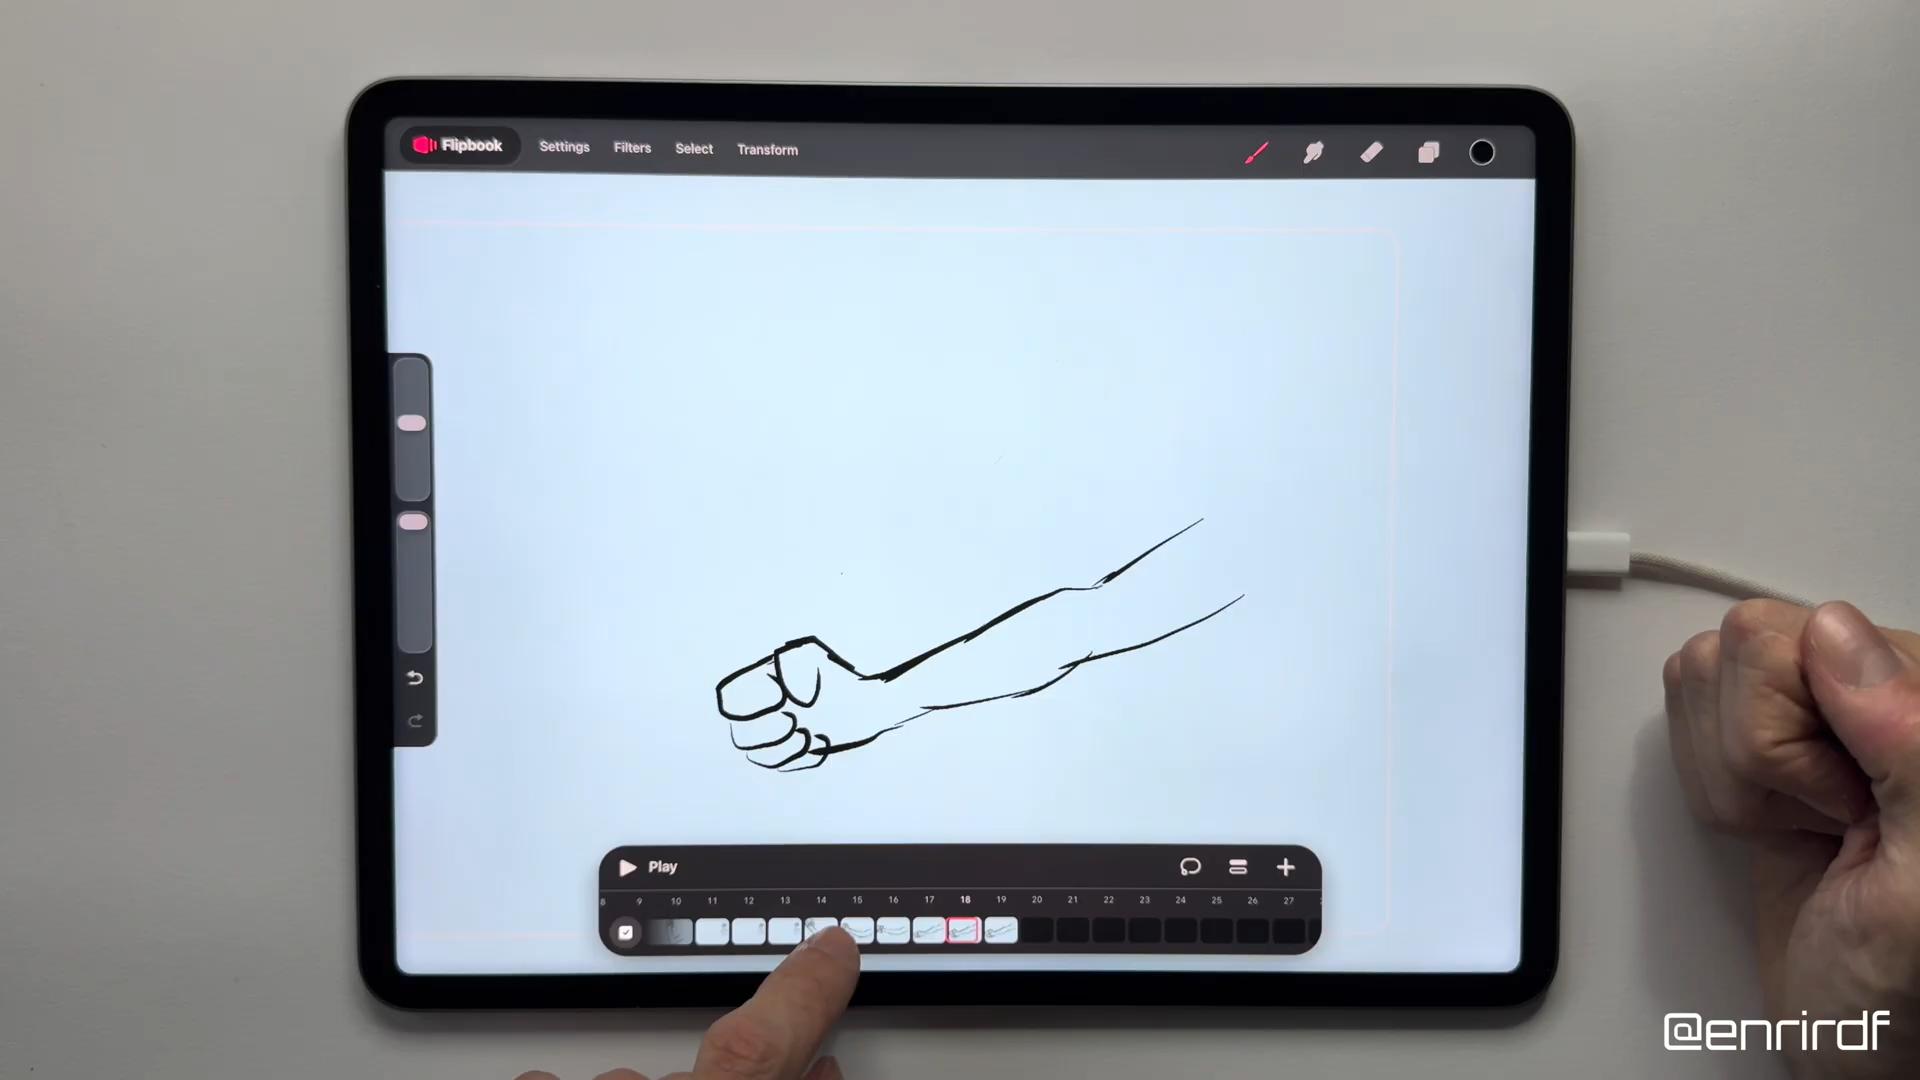 Flipbook Settings Filters Select Transform
Play
8 9 10 11 12 13 14 15 16 17 18 19 20 21 22 23 24 25 26 27
@enrirdf